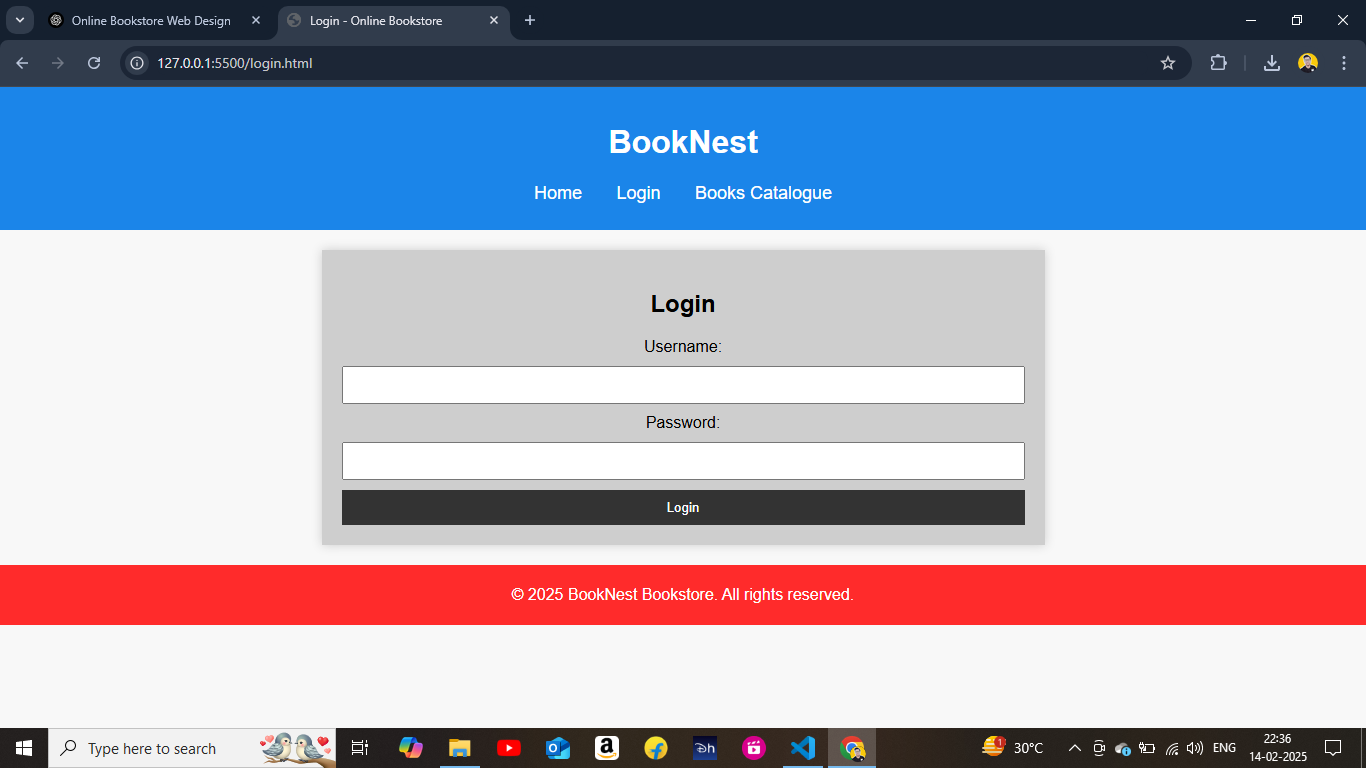 Online Bookstore Web Design
Login - Online Bookstore
127.0.0.1:5500/login.html
BookNest
Home Login Books Catalogue
Login
Username:
Password:
Login
© 2025 BookNest Bookstore. All rights reserved.
Type here to search
a
dh
1
30°C
ENG
22:36
14-02-2025